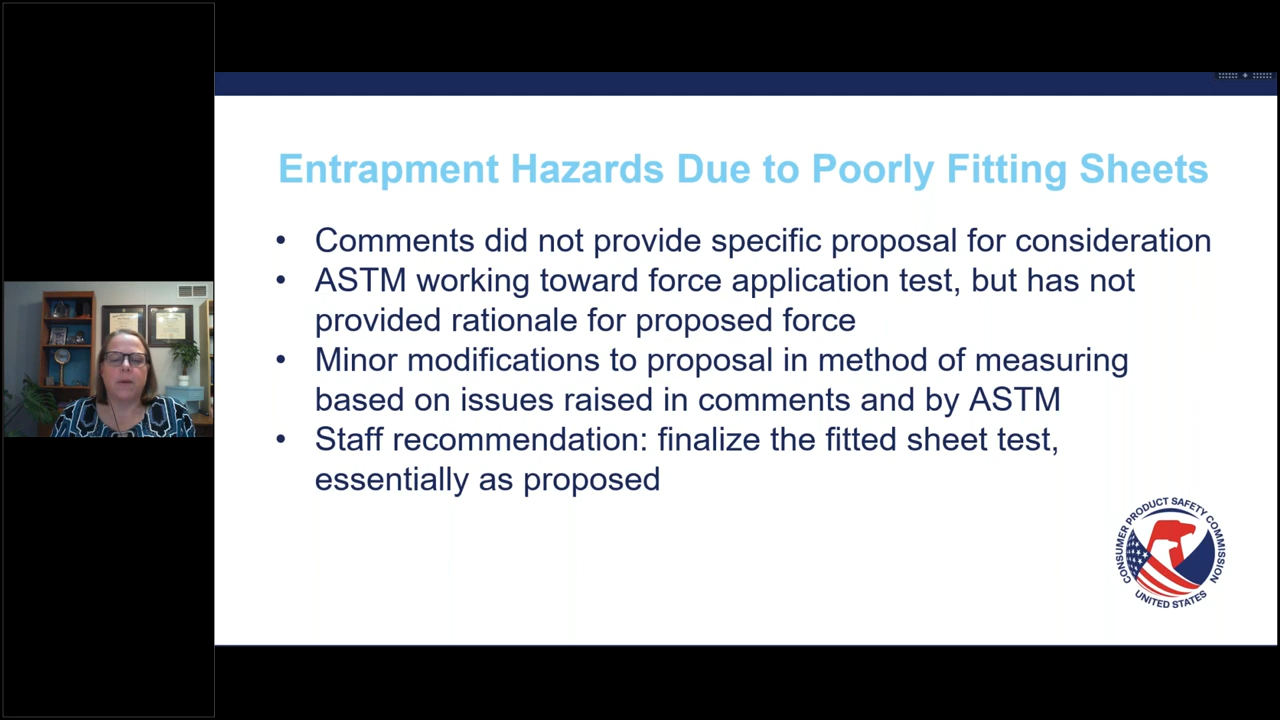 Entrapment Hazards Due to Poorly Fitting Sheets
• Comments did not provide specific proposal for consideration
• ASTM working toward force application test, but has not
provided rationale for proposed force
• Minor modifications to proposal in method of measuring
based on issues raised in comments and by ASTM
• Staff recommendation: finalize the fitted sheet test,
essentially as proposed
CONSUMER PRODUCT SAFETY COMMISSION
UNITED STATES